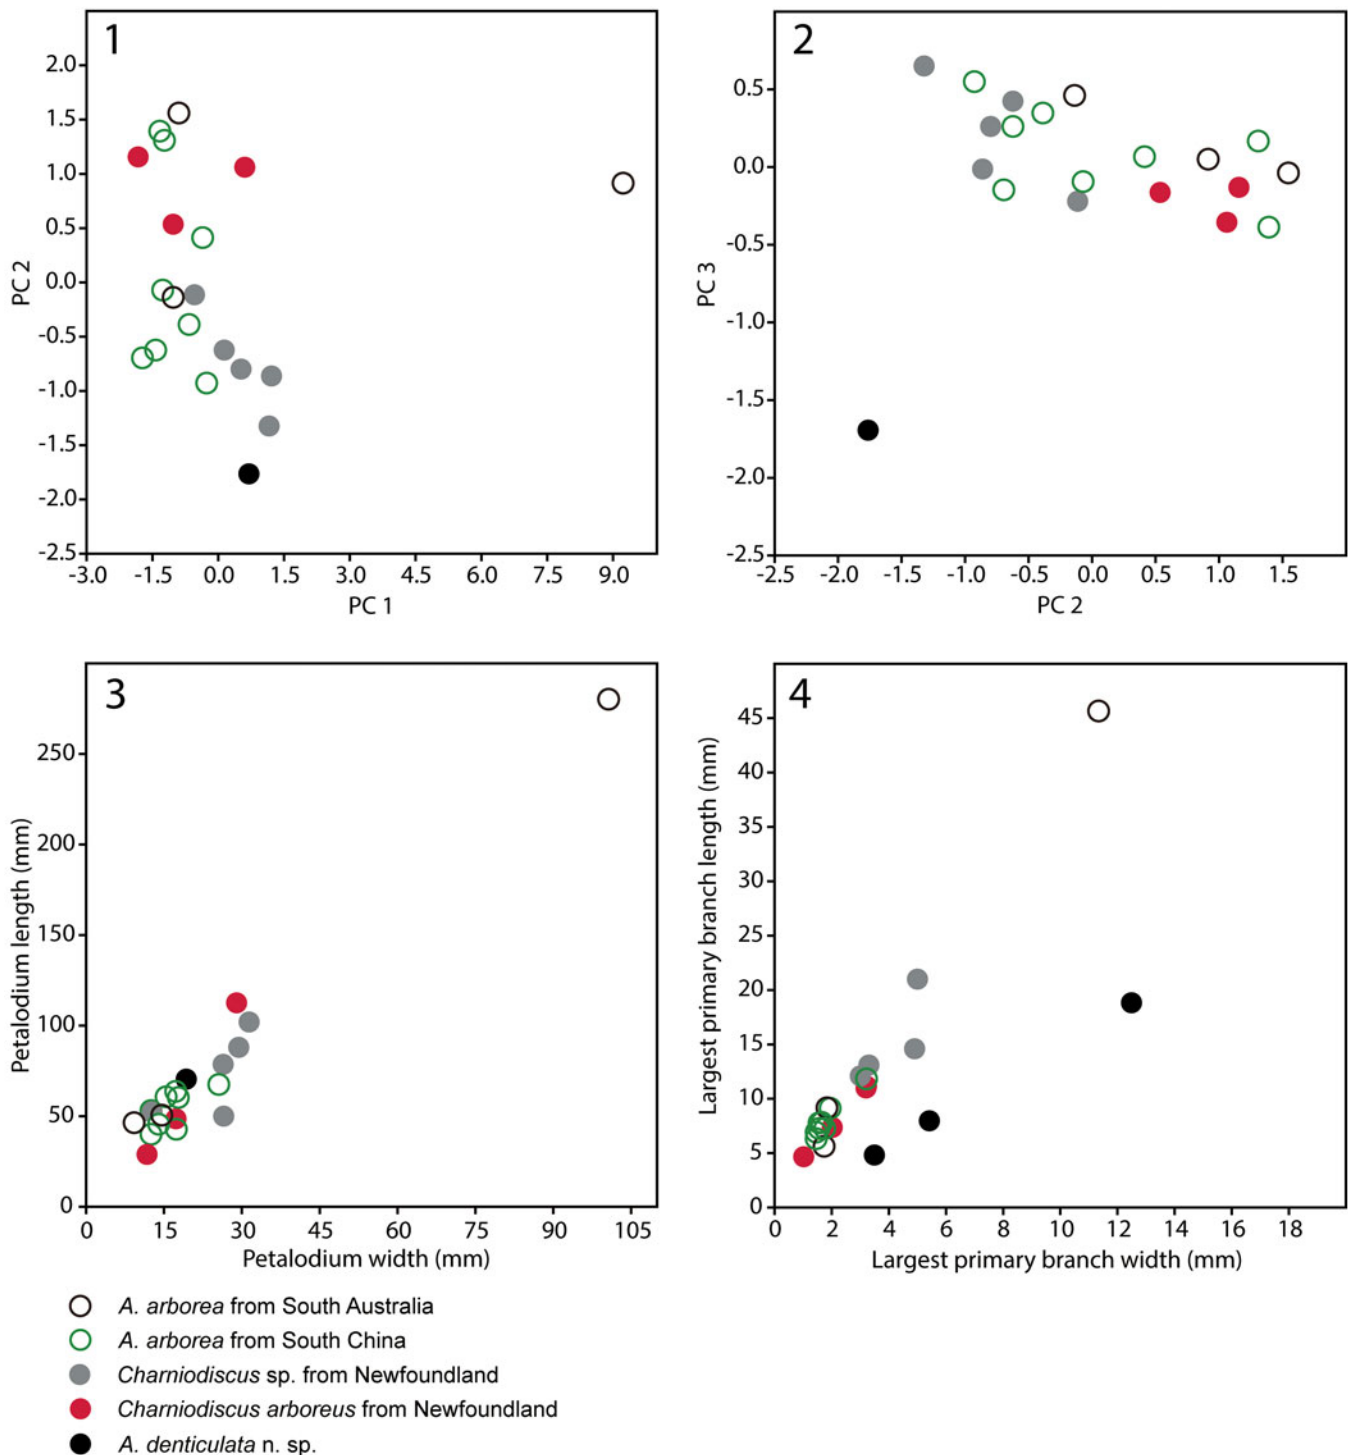 1
2.0
1.5
1.0
0.5
0.0
-0.5
-1.0
-1.5
-2.0
-2.5
PC 2
-3.0 -1.5 0.0 1.5 3.0 4.5 6.0 7.5 9.0
PC 1
2
0.5
0.0
-0.5
-1.0
-1.5
-2.0
-2.5
PC 3
-2.5 -2.0 -1.5 -1.0 -0.5 0.0 0.5 1.0 1.5
PC 2
3
250
200
150
100
50
0
Petalodium length (mm)
0 15 30 45 60 75 90 105
Petalodium width (mm)
4
45
40
35
30
25
20
15
10
5
0
Largest primary branch length (mm)
0 2 4 6 8 10 12 14 16 18
Largest primary branch width (mm)
A. arborea from South Australia
A. arborea from South China
Charniodiscus sp. from Newfoundland
Charniodiscus arboreus from Newfoundland
A. denticulata n. sp.